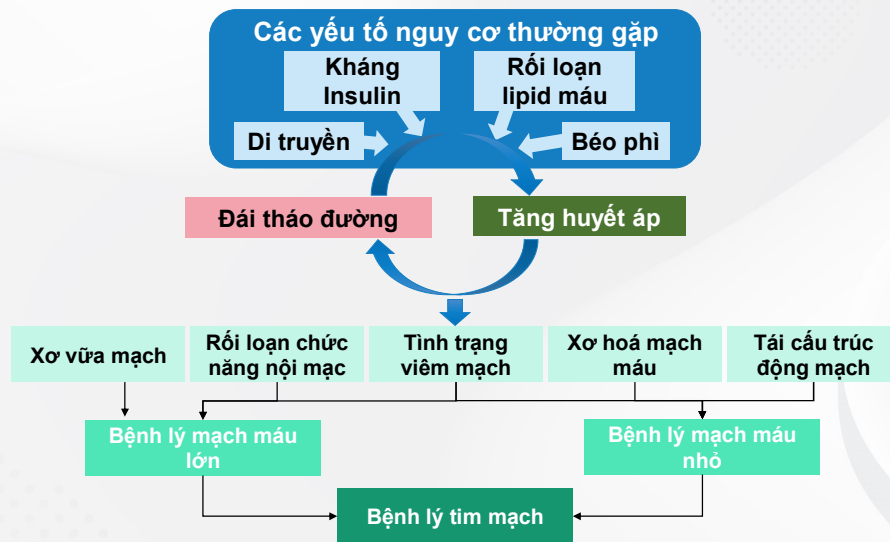 Các yếu tố nguy cơ thường gặp
Kháng
Insulin
Rối loạn
lipid máu
Di truyền
Béo phì
Đái tháo đường
Tăng huyết áp
Xơ vữa mạch
Rối loạn chức
năng nội mạc
Tình trạng
viêm mạch
Xơ hoá mạch
máu
Tái cấu trúc
động mạch
Bệnh lý mạch máu
lớn
Bệnh lý mạch máu
nhỏ
Bệnh lý tim mạch